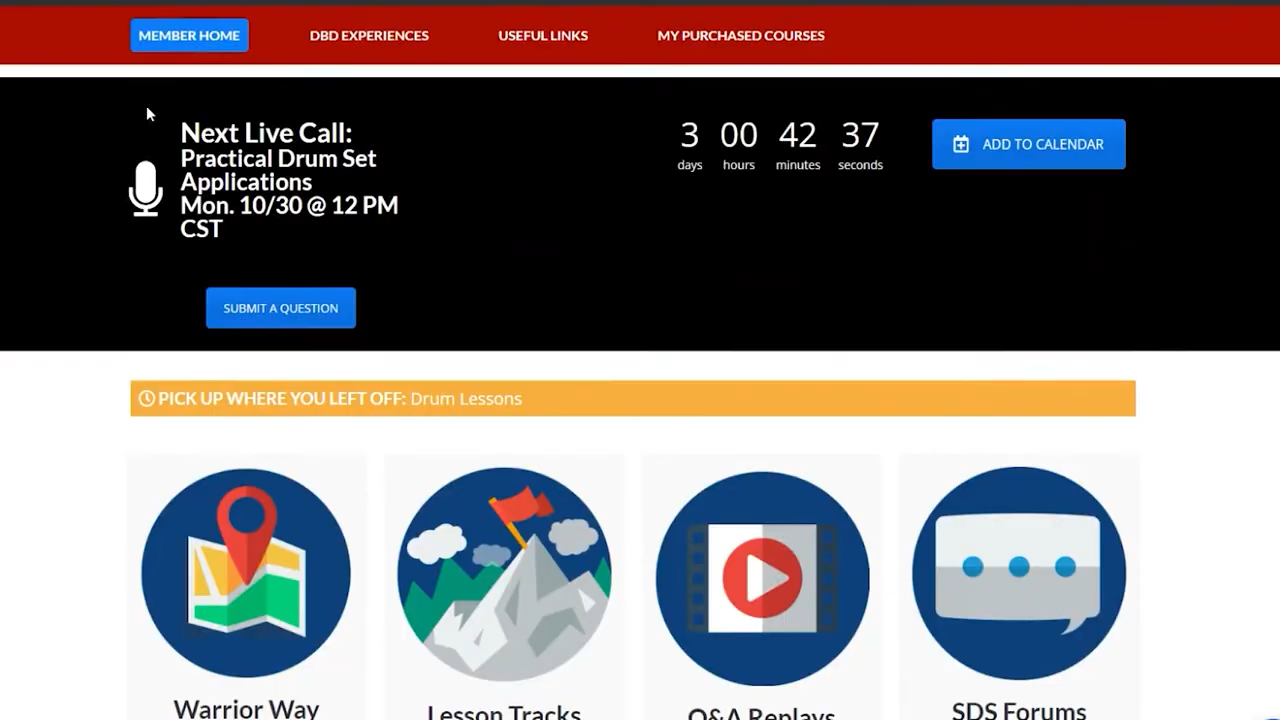 MEMBER HOME
DBD EXPERIENCES
USEFUL LINKS
MY PURCHASED COURSES
Next Live Call:
Practical Drum Set
Applications
Mon. 10/30 @ 12 PM
CST
3 00 42 37
days hours minutes seconds
ADD TO CALENDAR
SUBMIT A QUESTION
PICK UP WHERE YOU LEFT OFF: Drum Lessons
Warrior Way
Lesson Tracks
Q&A Replays
SDS Forums